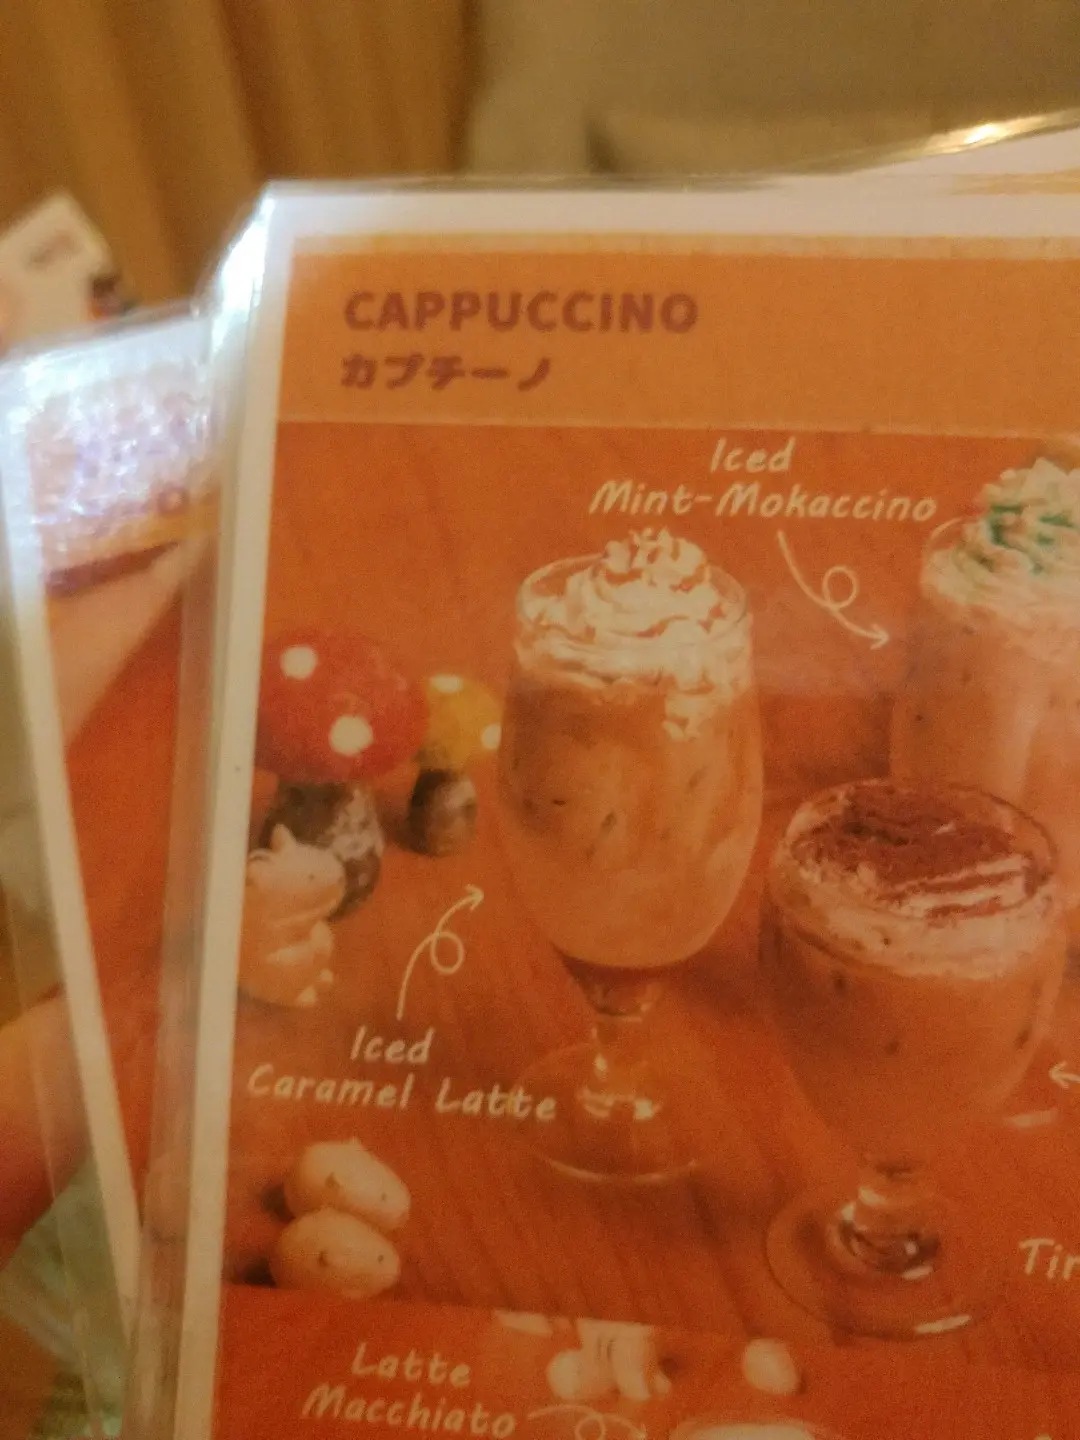 CAPPUCCINO
カプチーノ
Iced
Mint-Mokaccino
Iced
Caramel Latte
Latte
Macchiato